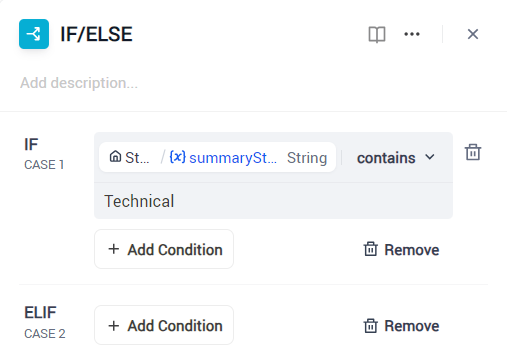 IF/ELSE
Add description...
IF
CASE 1
St... / {x} summarySt... String contains
Technical
+ Add Condition Remove
ELIF
CASE 2
+ Add Condition Remove